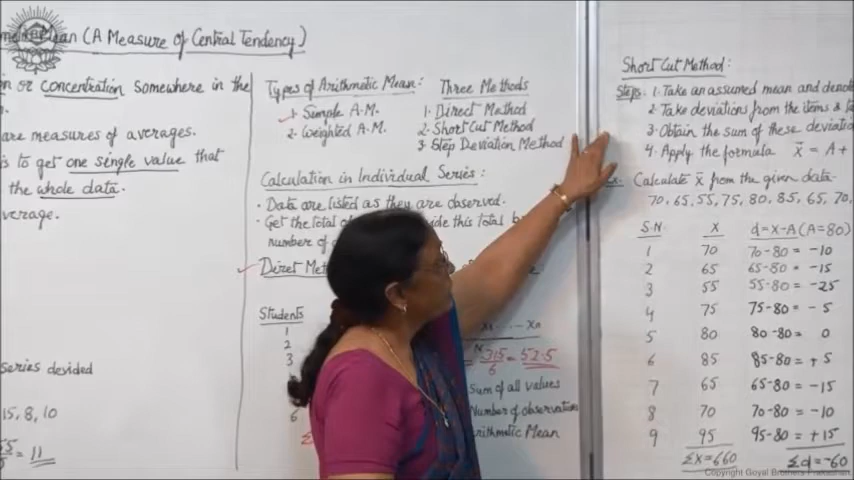 Mean (A Measure of Central Tendency)
or concentration Somewhere in the
are measures of averages.
is to get one single value that
the whole data.
verage.
series devided
15, 8, 10
= 11
Types of Arithmetic Mean:
1. Simple A.M.
2. Weighted A.M.
Three Methods
1. Direct Method
2. Short Cut Method
3. Step Deviation Method
Calculation in Individual Series:
• Data are listed as they are observed.
• Get the total of this total
number of
Direct
Students
1
2
3
6
= 315/6 = 52.5
Sum of all values
Number of observations
Arithmetic Mean
Short Cut Method:
Steps: 1. Take an assumed mean and denot
2. Take deviations from the items &
3. Obtain the sum of these deviatio
4. Apply the formula x̄ = A +
Calculate x̄ from the given data.
70, 65, 55, 75, 80, 85, 65, 70,
S.N. X d=X-A (A=80)
1 70 70-80 = -10
2 65 65-80 = -15
3 55 55-80 = -25
4 75 75-80 = -5
5 80 80-80 = 0
6 85 85-80 = +5
7 65 65-80 = -15
8 70 70-80 = -10
9 95 95-80 = +15
Σx=660 Σd=-60
Copyright Goyal Brothers Prakashan